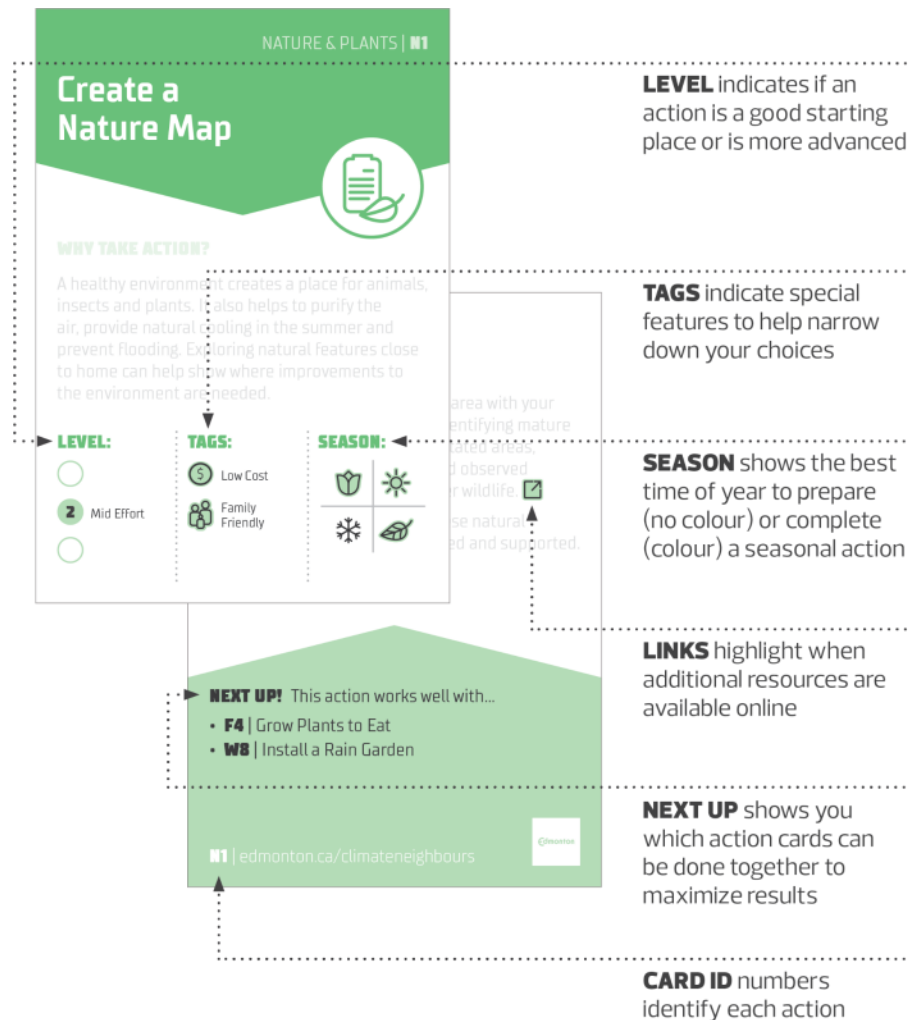 NATURE & PLANTS | N1
Create a
Nature Map
WHY TAKE ACTION?
A healthy environment creates a place for animals,
insects and plants. It also helps to purify the
air, provide natural cooling in the summer and
prevent flooding. Exploring natural features close
to home can help show where improvements to
the environment are needed.
LEVEL:
2 Mid Effort
TAGS:
$ Low Cost
Family
Friendly
SEASON:
area with your
entifying mature
tated areas,
d observed
r wildlife.
se natural
ed and supported.
NEXT UP! This action works well with...
• F4 | Grow Plants to Eat
• W8 | Install a Rain Garden
N1 | edmonton.ca/climateneighbours
Edmonton
LEVEL indicates if an
action is a good starting
place or is more advanced
TAGS indicate special
features to help narrow
down your choices
SEASON shows the best
time of year to prepare
(no colour) or complete
(colour) a seasonal action
LINKS highlight when
additional resources are
available online
NEXT UP shows you
which action cards can
be done together to
maximize results
CARD ID numbers
identify each action